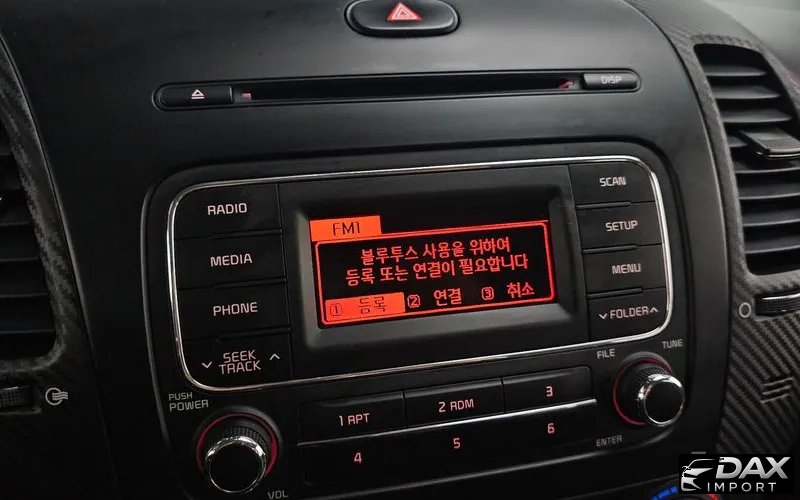 DISP
FM1
블루투스 사용을 위하여
등록 또는 연결이 필요합니다
① 등록 ② 연결 ③ 취소
RADIO
MEDIA
PHONE
SEEK
TRACK
SCAN
SETUP
MENU
FOLDER
PUSH
POWER
VOL
1 RPT
2 RDM
3
4
5
6
FILE
TUNE
ENTER
DAX
IMPORT